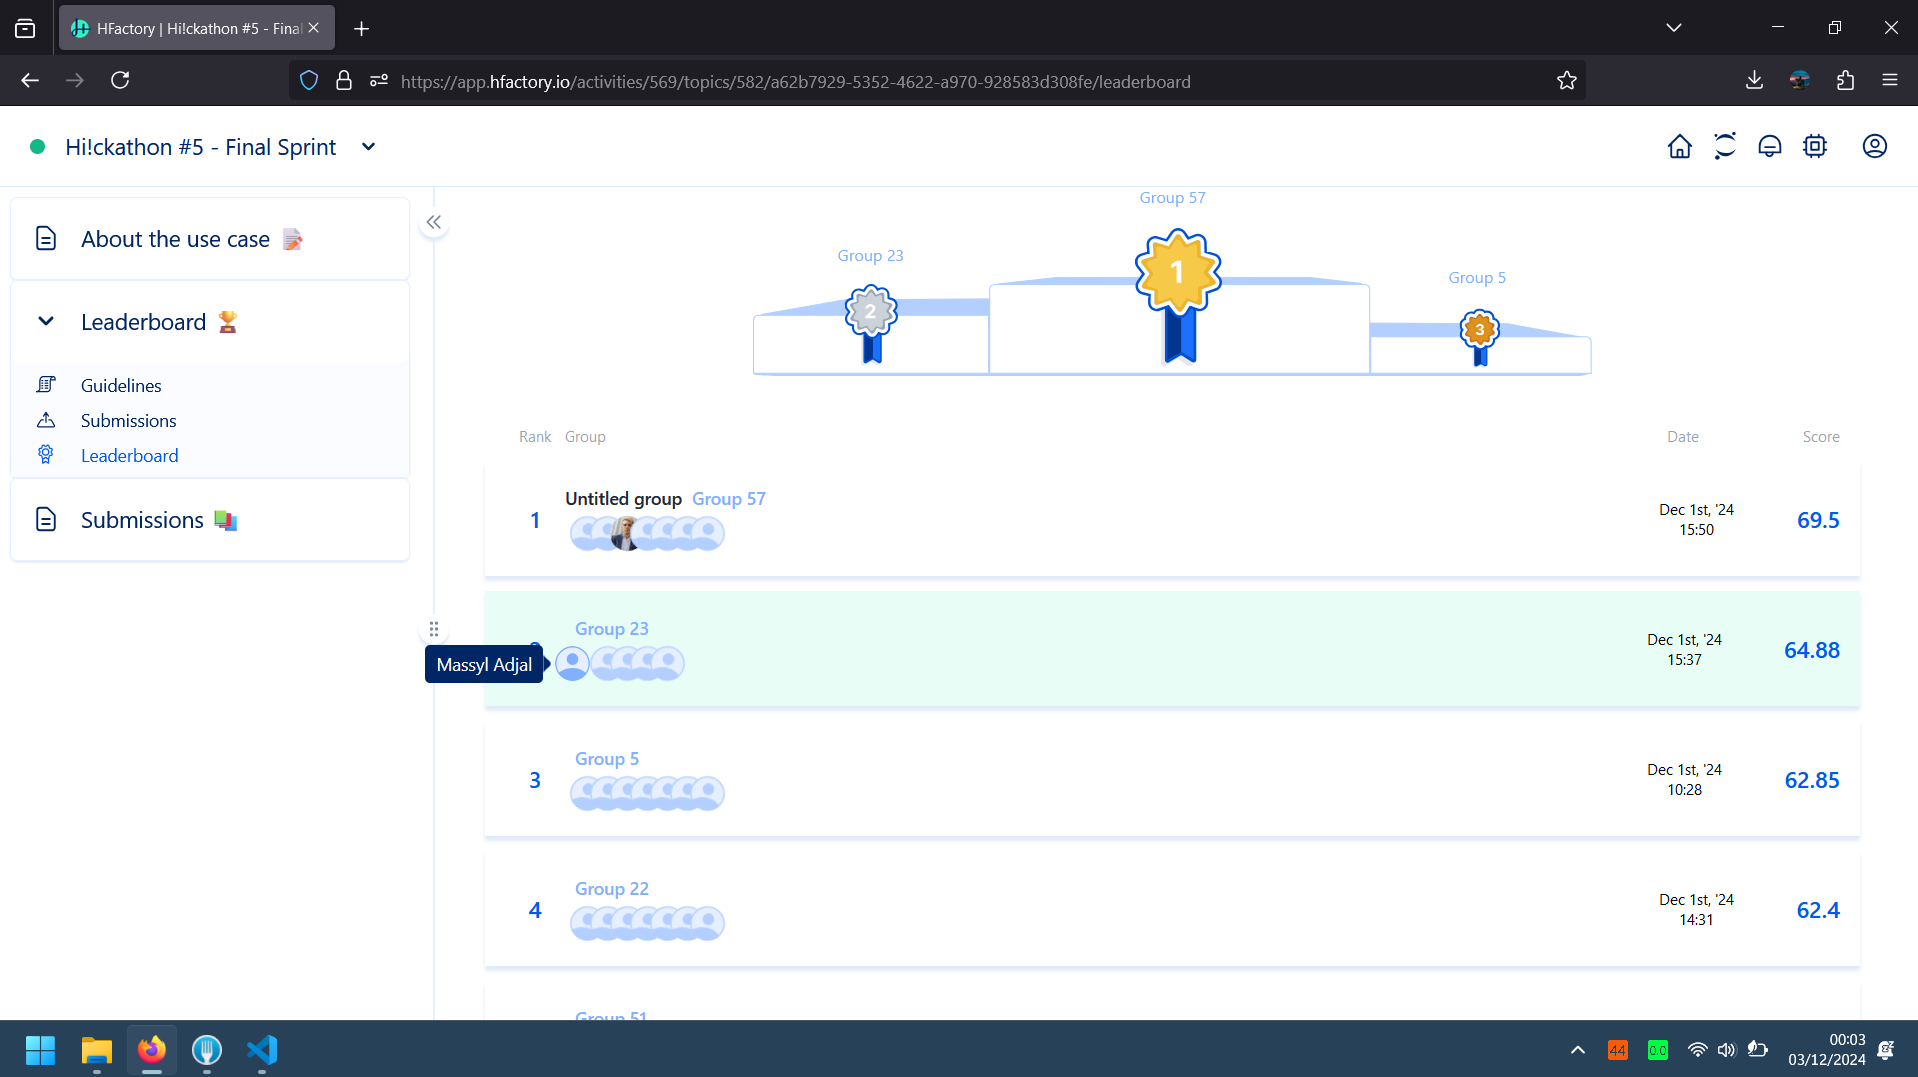 HFactory | Hi!ckathon #5 - Final
https://app.hfactory.io/activities/569/topics/582/a62b7929-5352-4622-a970-928583d308fe/leaderboard
Hi!ckathon #5 - Final Sprint
About the use case
Leaderboard
Guidelines
Submissions
Leaderboard
Submissions
Group 57
Group 23
Group 5
1
2
3
Rank Group Date Score
Untitled group Group 57
1
Dec 1st, '24
15:50
69.5
Group 23
Massyl Adjal
Dec 1st, '24
15:37
64.88
Group 5
3
Dec 1st, '24
10:28
62.85
Group 22
4
Dec 1st, '24
14:31
62.4
Group 51
44
0.0
00:03
03/12/2024